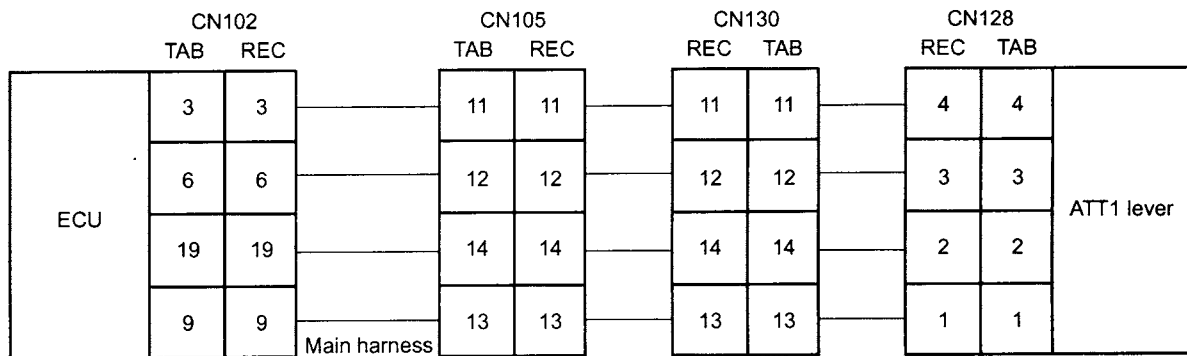 CN102 CN105 CN130 CN128
TAB REC TAB REC REC TAB REC TAB
3 3 11 11 11 11 4 4
6 6 12 12 12 12 3 3
ECU ATT1 lever
19 19 14 14 14 14 2 2
9 9 13 13 13 13 1 1
Main harness